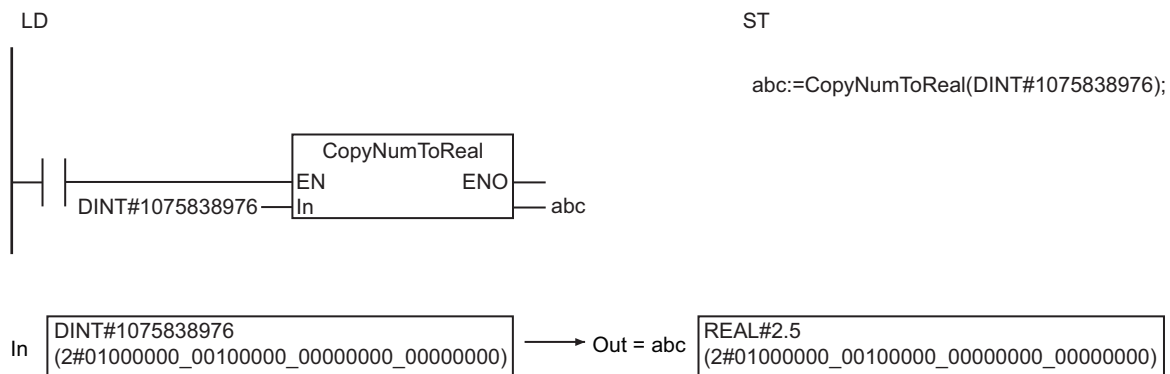 LD
ST
abc:=CopyNumToReal(DINT#1075838976);
CopyNumToReal
EN ENO
DINT#1075838976 In abc
In DINT#1075838976 Out = abc REAL#2.5
(2#01000000_00100000_00000000_00000000) (2#01000000_00100000_00000000_00000000)